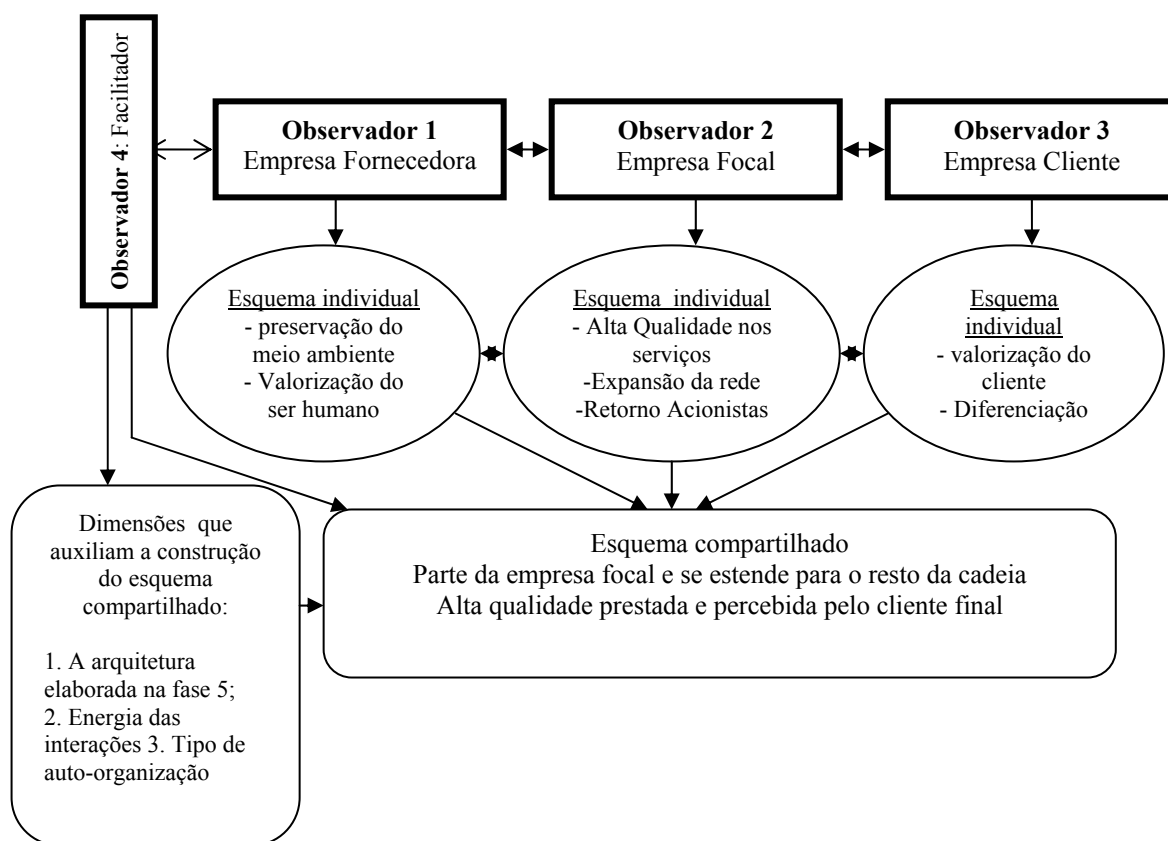 Observador 4: Facilitador
Observador 1
Empresa Fornecedora
Observador 2
Empresa Focal
Observador 3
Empresa Cliente
Esquema individual
- preservação do
meio ambiente
- Valorização do
ser humano
Esquema  individual
- Alta Qualidade nos
serviços
-Expansão da rede
-Retorno Acionistas
Esquema
individual
- valorização do
cliente
- Diferenciação
Dimensões  que
auxiliam a construção
do esquema
compartilhado:
1. A arquitetura
elaborada na fase 5;
2. Energia das
interações 3. Tipo de
auto-organização
Esquema compartilhado
Parte da empresa focal e se estende para o resto da cadeia
Alta qualidade prestada e percebida pelo cliente final